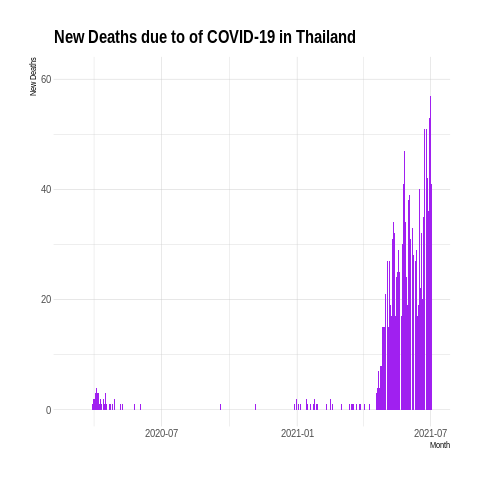 New Deaths due to of COVID-19 in Thailand
New Deaths
60
40
20
0
2020-07
2021-01
2021-07
Month